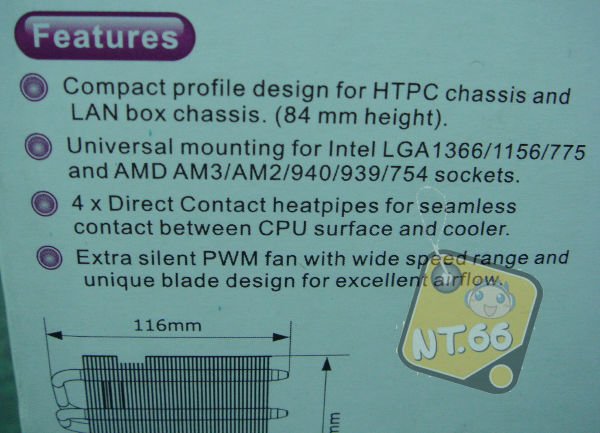 Features
Compact profile design for HTPC chassis and
LAN box chassis. (84 mm height).
Universal mounting for Intel LGA1366/1156/775
and AMD AM3/AM2/940/939/754 sockets.
4 x Direct Contact heatpipes for seamless
contact between CPU surface and cooler.
Extra silent PWM fan with wide speed range and
unique blade design for excellent airflow.
NT.66
116mm
mm